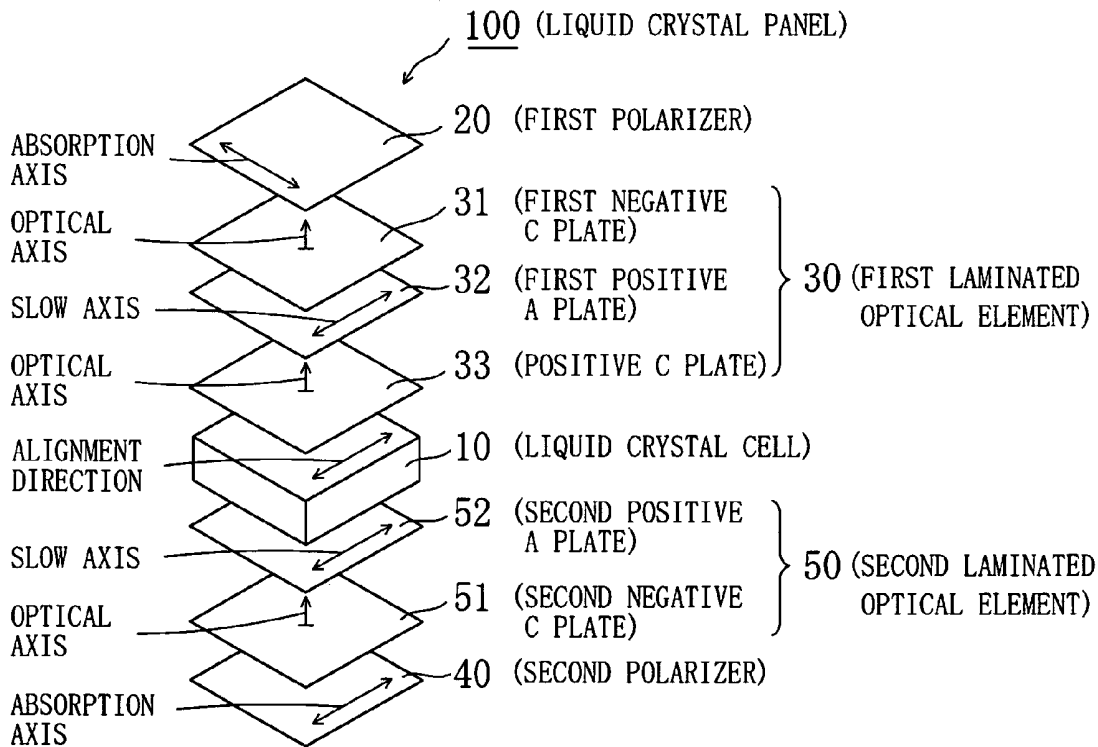 100 (LIQUID CRYSTAL PANEL)
20 (FIRST POLARIZER)
ABSORPTION
AXIS
31 (FIRST NEGATIVE
C PLATE)
OPTICAL
AXIS
32 (FIRST POSITIVE
A PLATE)
30 (FIRST LAMINATED
OPTICAL ELEMENT)
SLOW AXIS
33 (POSITIVE C PLATE)
OPTICAL
AXIS
10 (LIQUID CRYSTAL CELL)
ALIGNMENT
DIRECTION
52 (SECOND POSITIVE
A PLATE)
SLOW AXIS
50 (SECOND LAMINATED
OPTICAL ELEMENT)
51 (SECOND NEGATIVE
C PLATE)
OPTICAL
AXIS
40 (SECOND POLARIZER)
ABSORPTION
AXIS